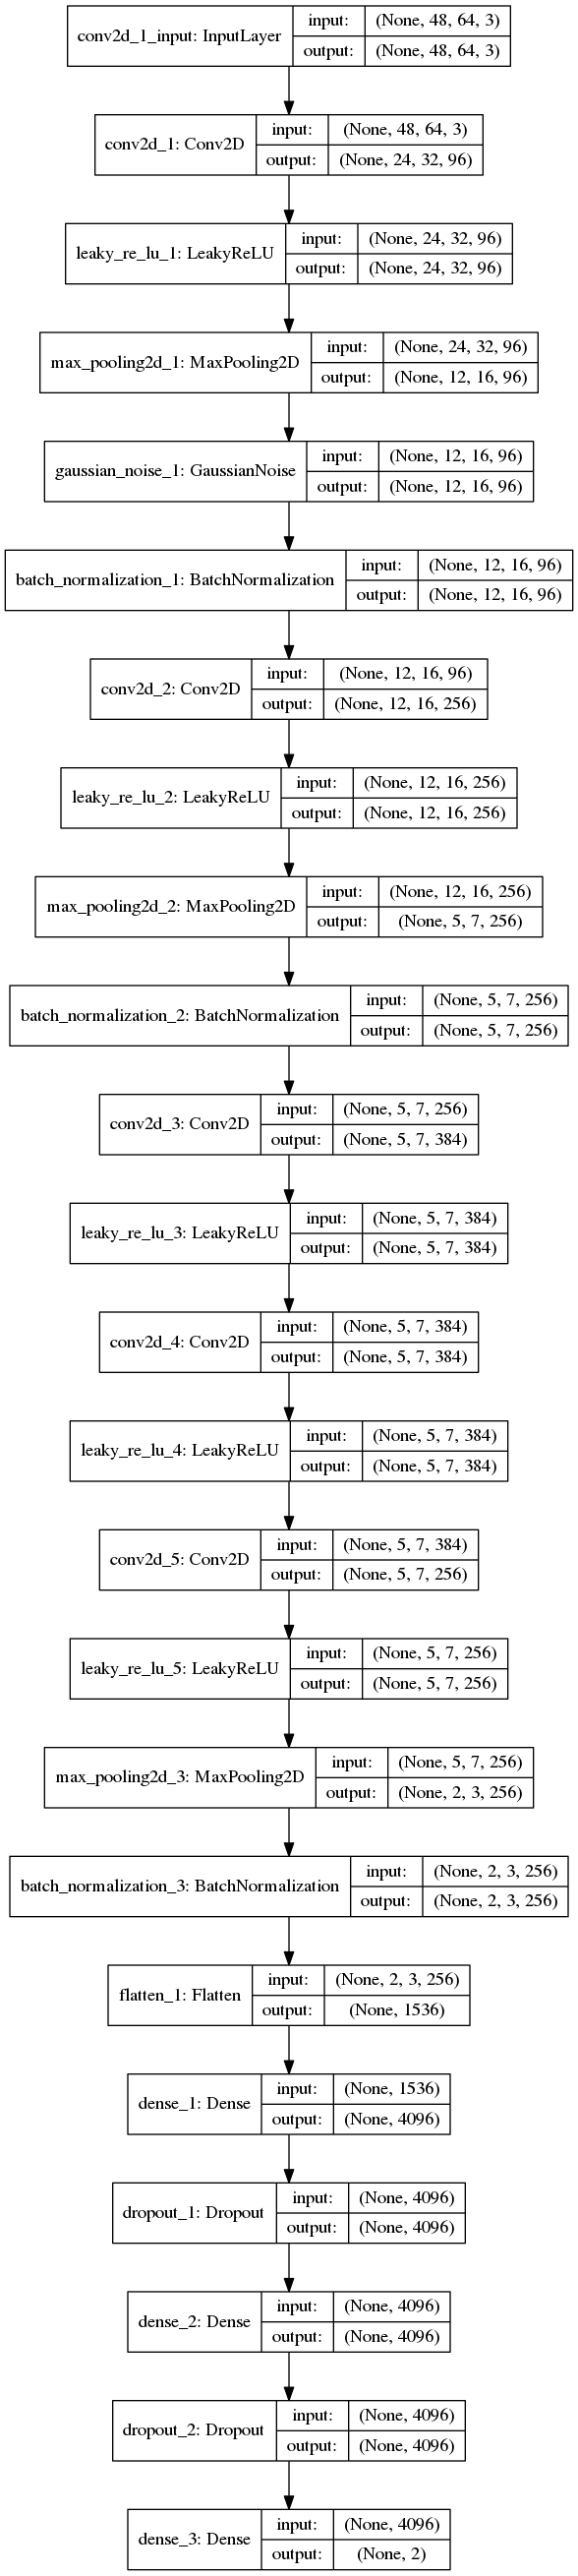 conv2d_1_input: InputLayer
input: (None, 48, 64, 3)
output: (None, 48, 64, 3)
conv2d_1: Conv2D
input: (None, 48, 64, 3)
output: (None, 24, 32, 96)
leaky_re_lu_1: LeakyReLU
input: (None, 24, 32, 96)
output: (None, 24, 32, 96)
max_pooling2d_1: MaxPooling2D
input: (None, 24, 32, 96)
output: (None, 12, 16, 96)
gaussian_noise_1: GaussianNoise
input: (None, 12, 16, 96)
output: (None, 12, 16, 96)
batch_normalization_1: BatchNormalization
input: (None, 12, 16, 96)
output: (None, 12, 16, 96)
conv2d_2: Conv2D
input: (None, 12, 16, 96)
output: (None, 12, 16, 256)
leaky_re_lu_2: LeakyReLU
input: (None, 12, 16, 256)
output: (None, 12, 16, 256)
max_pooling2d_2: MaxPooling2D
input: (None, 12, 16, 256)
output: (None, 5, 7, 256)
batch_normalization_2: BatchNormalization
input: (None, 5, 7, 256)
output: (None, 5, 7, 256)
conv2d_3: Conv2D
input: (None, 5, 7, 256)
output: (None, 5, 7, 384)
leaky_re_lu_3: LeakyReLU
input: (None, 5, 7, 384)
output: (None, 5, 7, 384)
conv2d_4: Conv2D
input: (None, 5, 7, 384)
output: (None, 5, 7, 384)
leaky_re_lu_4: LeakyReLU
input: (None, 5, 7, 384)
output: (None, 5, 7, 384)
conv2d_5: Conv2D
input: (None, 5, 7, 384)
output: (None, 5, 7, 256)
leaky_re_lu_5: LeakyReLU
input: (None, 5, 7, 256)
output: (None, 5, 7, 256)
max_pooling2d_3: MaxPooling2D
input: (None, 5, 7, 256)
output: (None, 2, 3, 256)
batch_normalization_3: BatchNormalization
input: (None, 2, 3, 256)
output: (None, 2, 3, 256)
flatten_1: Flatten
input: (None, 2, 3, 256)
output: (None, 1536)
dense_1: Dense
input: (None, 1536)
output: (None, 4096)
dropout_1: Dropout
input: (None, 4096)
output: (None, 4096)
dense_2: Dense
input: (None, 4096)
output: (None, 4096)
dropout_2: Dropout
input: (None, 4096)
output: (None, 4096)
dense_3: Dense
input: (None, 4096)
output: (None, 2)